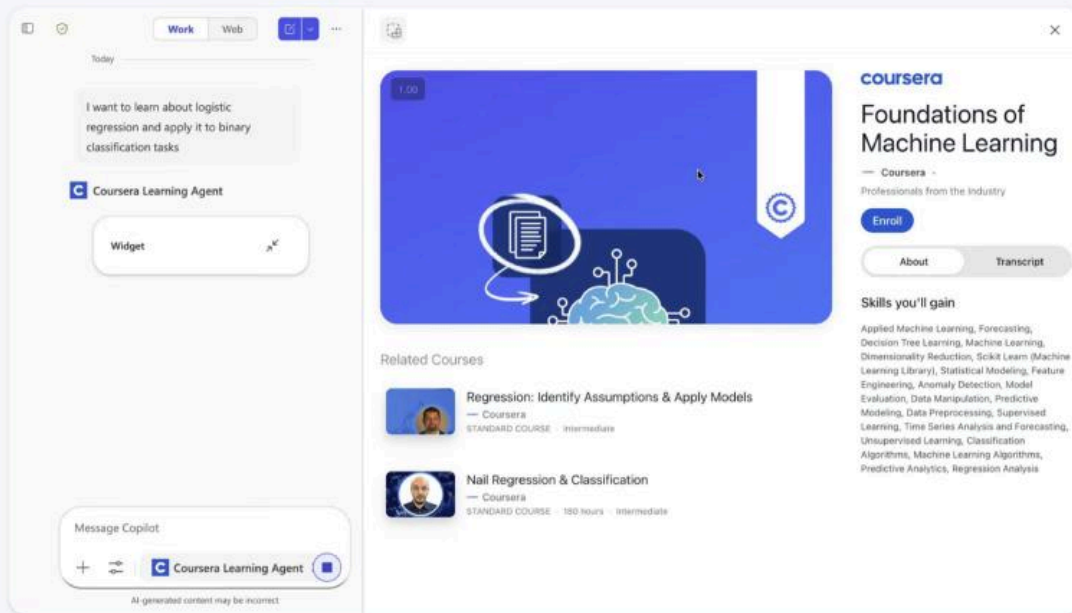 Work
Web
Today
I want to learn about logistic
regression and apply it to binary
classification tasks
C Coursera Learning Agent
Widget
Message Copilot
C Coursera Learning Agent
AI-generated content may be incorrect
1.00
C
Related Courses
Regression: Identify Assumptions & Apply Models
— Coursera
STANDARD COURSE · Intermediate
Nail Regression & Classification
— Coursera
STANDARD COURSE · 180 hours · Intermediate
coursera
Foundations of
Machine Learning
— Coursera -
Professionals from the Industry
Enroll
About
Transcript
Skills you'll gain
Applied Machine Learning, Forecasting,
Decision Tree Learning, Machine Learning,
Dimensionality Reduction, Scikit Learn (Machine
Learning Library), Statistical Modeling, Feature
Engineering, Anomaly Detection, Model
Evaluation, Data Manipulation, Predictive
Modeling, Data Preprocessing, Supervised
Learning, Time Series Analysis and Forecasting,
Unsupervised Learning, Classification
Algorithms, Machine Learning Algorithms,
Predictive Analytics, Regression Analysis